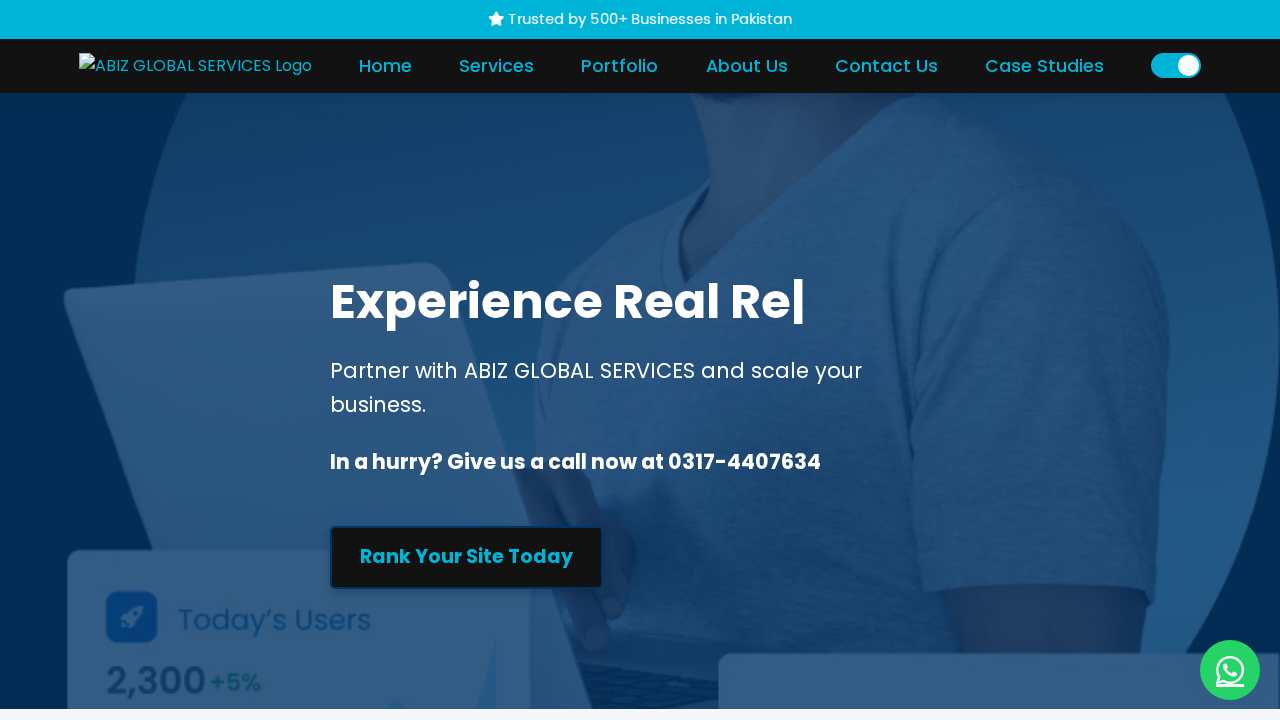 Trusted by 500+ Businesses in Pakistan
ABIZ GLOBAL SERVICES Logo
Home
Services
Portfolio
About Us
Contact Us
Case Studies
Experience Real Re|
Partner with ABIZ GLOBAL SERVICES and scale your
business.
In a hurry? Give us a call now at 0317-4407634
Rank Your Site Today
Today's Users
2,300 +5%